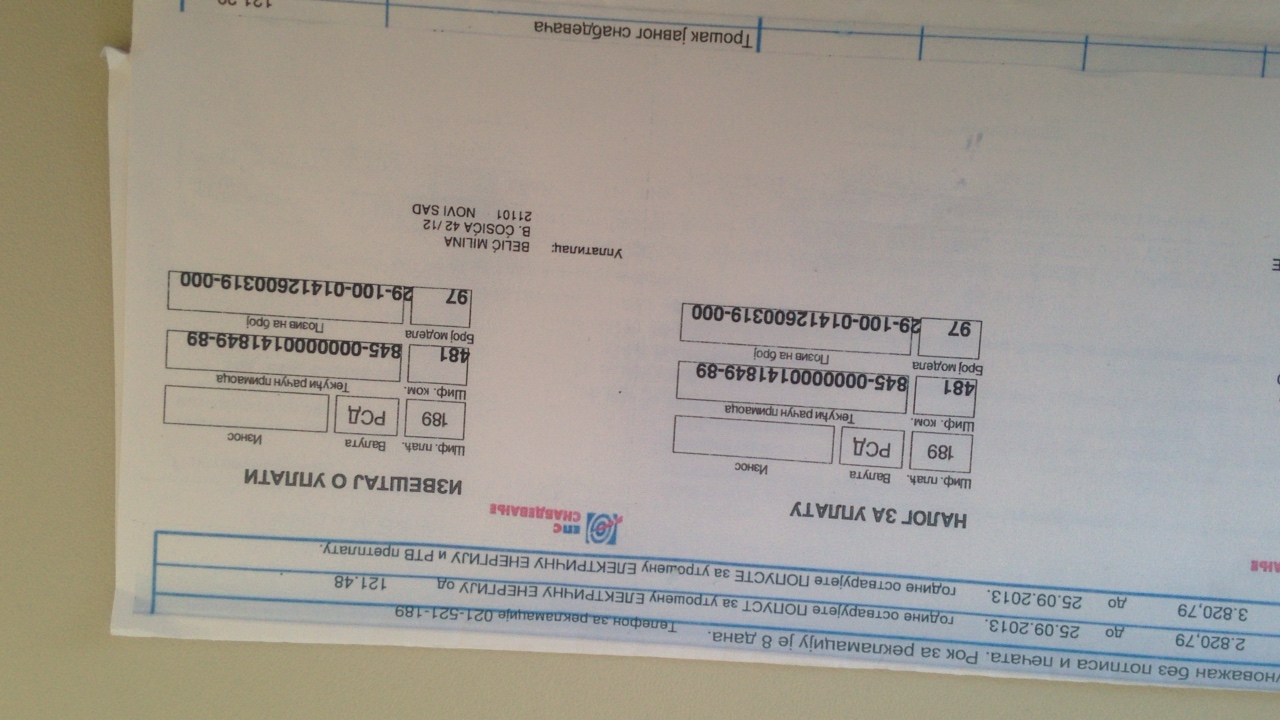 уноважан без потписа и печата. Рок за рекламацију је 8 дана. Телефон за рекламације 021-521-189
2.820,79 до 25.09.2013. године остварујете ПОПУСТ за утрошену ЕЛЕКТРИЧНУ ЕНЕРГИЈУ од 121.48
3.820,79 до 25.09.2013. године остварујете ПОПУСТЕ за утрошену ЕЛЕКТРИЧНУ ЕНЕРГИЈУ и РТВ претплату.
ЕПС
СНАБДЕВАЊЕ
НАЛОГ ЗА УПЛАТУ
Шиф. плаћ. Валута Износ
189 РСД
Шиф. ком. Текући рачун примаоца
481 845-0000000141849-89
Број модела Позив на број
97 29-100-01412600319-000
ИЗВЕШТАЈ О УПЛАТИ
Шиф. плаћ. Валута Износ
189 РСД
Шиф. ком. Текући рачун примаоца
481 845-0000000141849-89
Број модела Позив на број
97 29-100-01412600319-000
Уплатилац: BELIĆ MILINA
B. ĆOSIĆA 42 /12
21101 NOVI SAD
Трошак јавног снабдевача